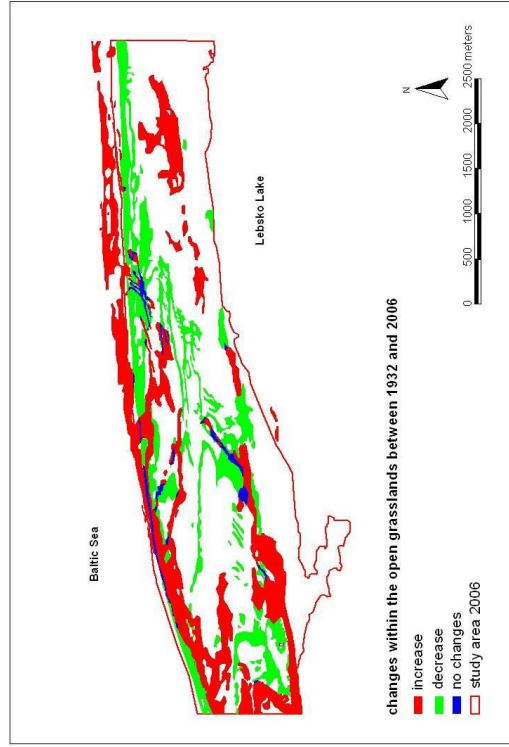 Baltic Sea
Lebsko Lake
changes within the open grasslands between 1932 and 2006
increase
decrease
no changes
study area 2006
N
0 500 1000 1500 2000 2500 meters